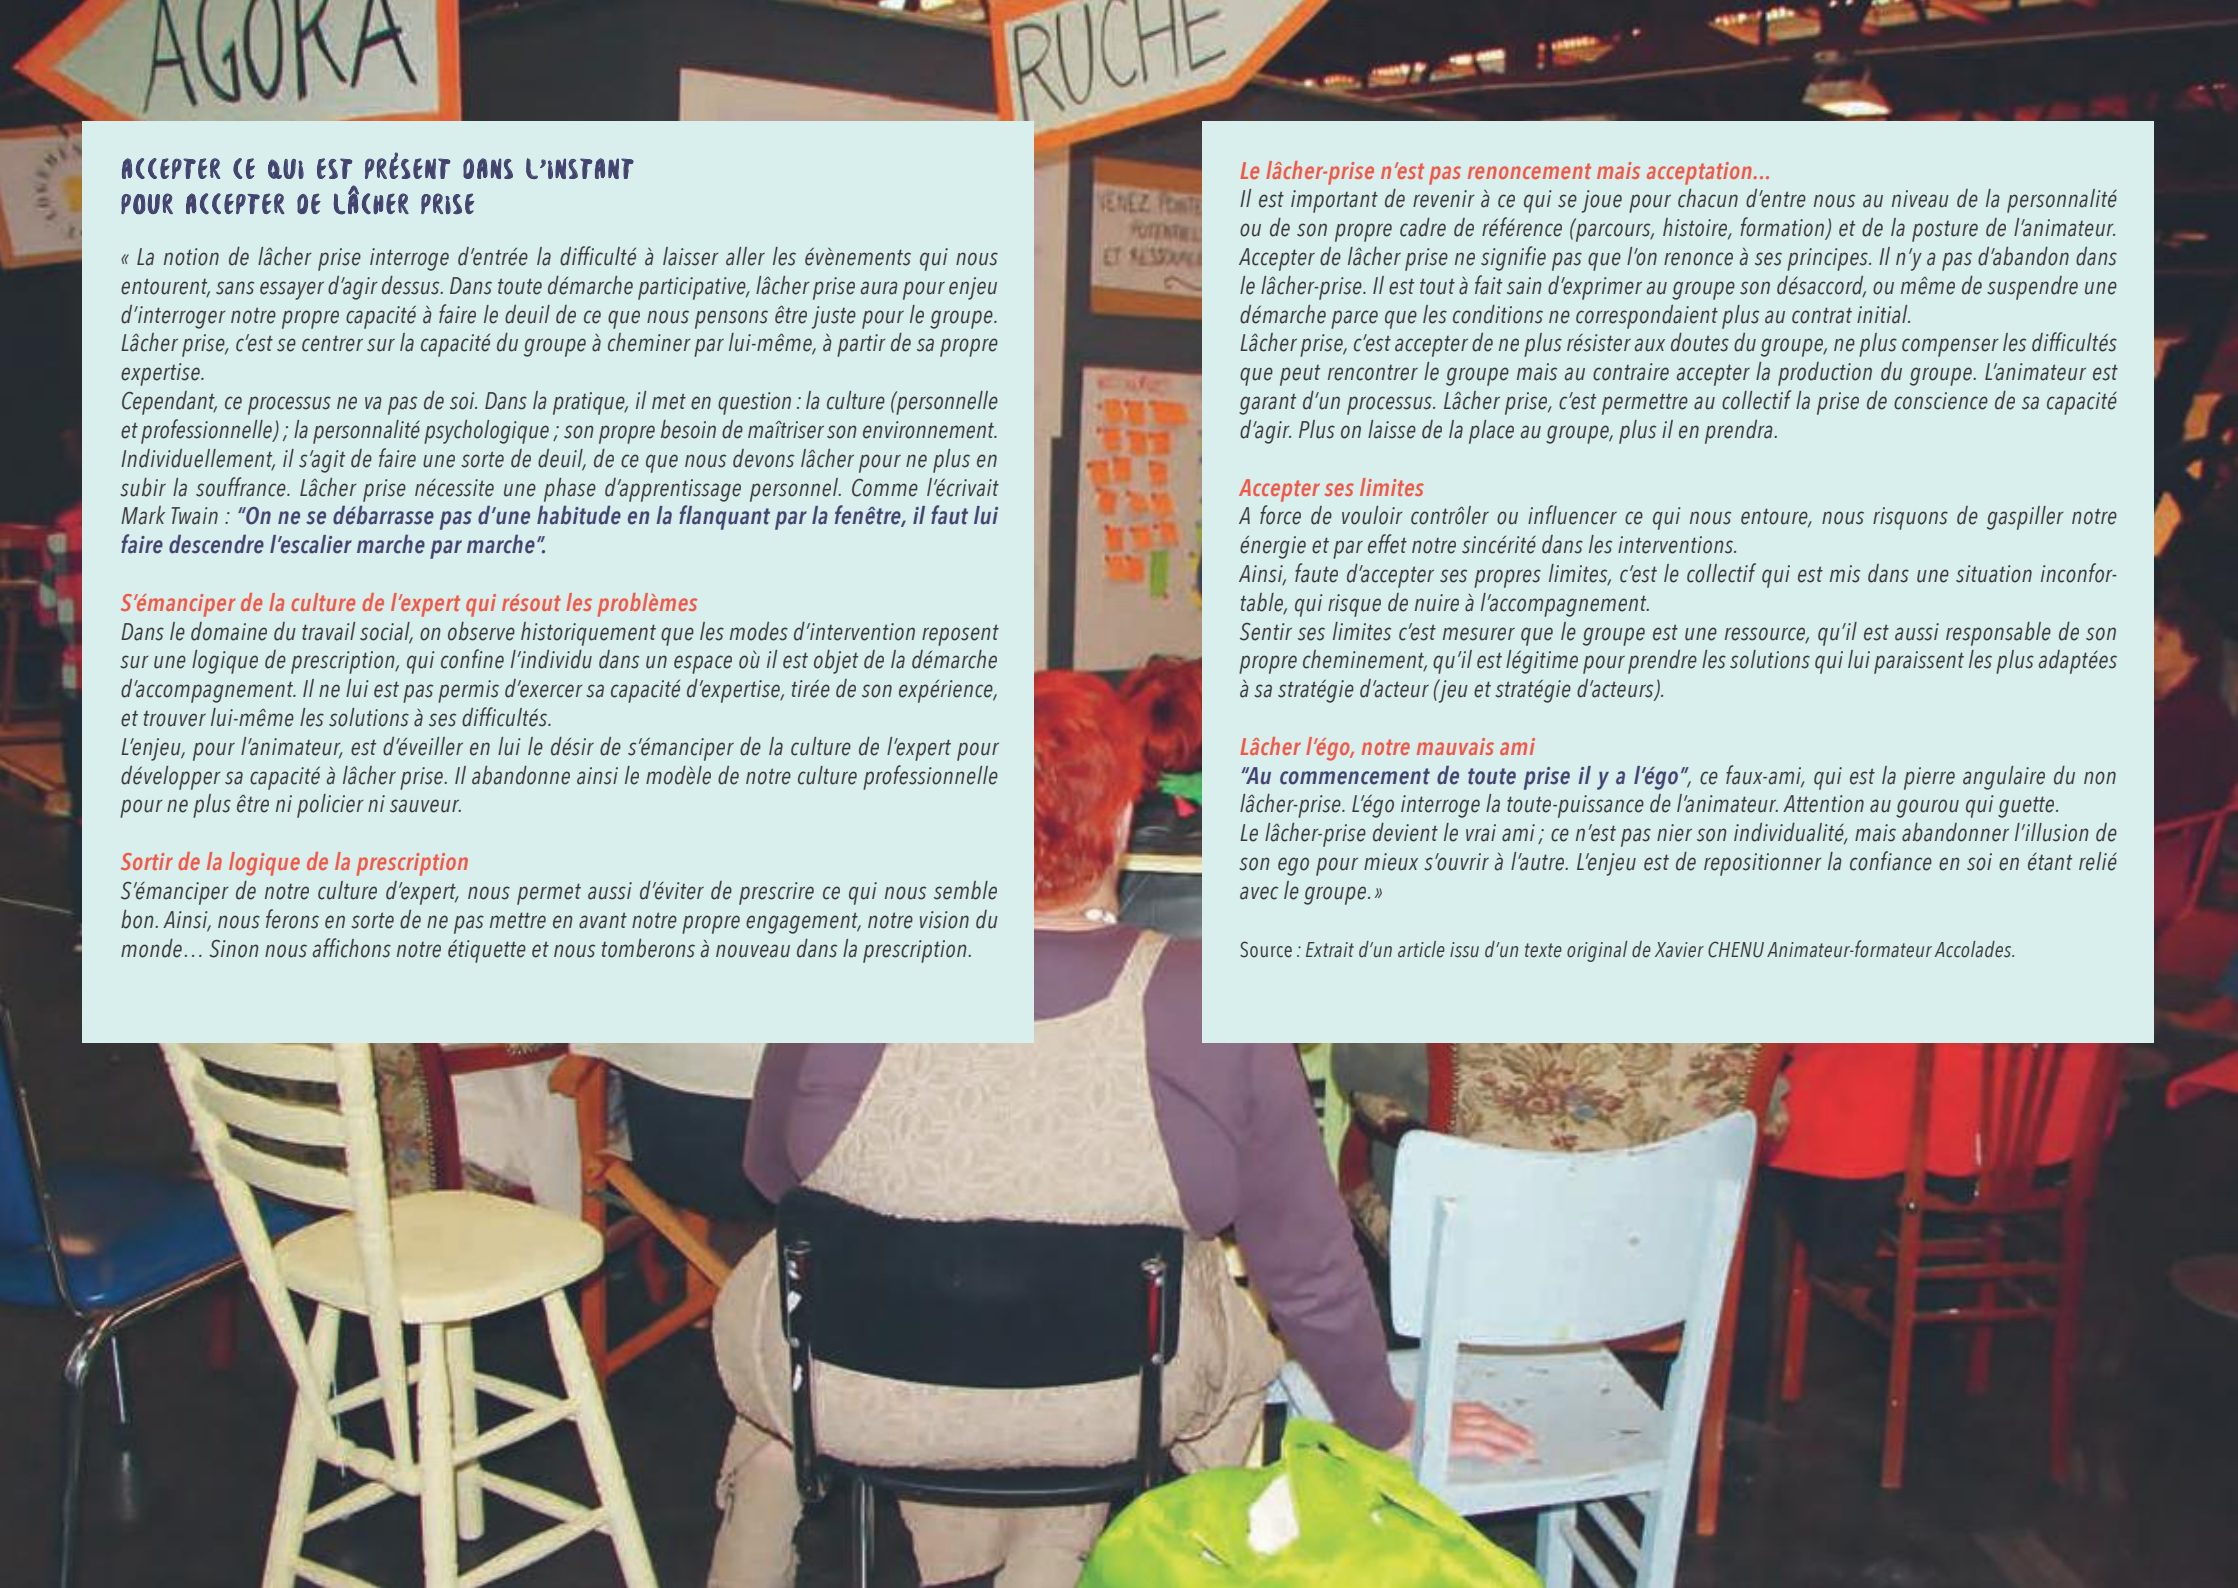 AGORA
RUCHE
VENEZ POINTE
POTENTIEL
ET RESSOURCE
ACCEPTER CE QUI EST PRÉSENT DANS L'INSTANT
POUR ACCEPTER DE LÂCHER PRISE
« La notion de lâcher prise interroge d'entrée la difficulté à laisser aller les évènements qui nous
entourent, sans essayer d'agir dessus. Dans toute démarche participative, lâcher prise aura pour enjeu
d'interroger notre propre capacité à faire le deuil de ce que nous pensons être juste pour le groupe.
Lâcher prise, c'est se centrer sur la capacité du groupe à cheminer par lui-même, à partir de sa propre
expertise.
Cependant, ce processus ne va pas de soi. Dans la pratique, il met en question : la culture (personnelle
et professionnelle) ; la personnalité psychologique ; son propre besoin de maîtriser son environnement.
Individuellement, il s'agit de faire une sorte de deuil, de ce que nous devons lâcher pour ne plus en
subir la souffrance. Lâcher prise nécessite une phase d'apprentissage personnel. Comme l'écrivait
Mark Twain : "On ne se débarrasse pas d'une habitude en la flanquant par la fenêtre, il faut lui
faire descendre l'escalier marche par marche".
S'émanciper de la culture de l'expert qui résout les problèmes
Dans le domaine du travail social, on observe historiquement que les modes d'intervention reposent
sur une logique de prescription, qui confine l'individu dans un espace où il est objet de la démarche
d'accompagnement. Il ne lui est pas permis d'exercer sa capacité d'expertise, tirée de son expérience,
et trouver lui-même les solutions à ses difficultés.
L'enjeu, pour l'animateur, est d'éveiller en lui le désir de s'émanciper de la culture de l'expert pour
développer sa capacité à lâcher prise. Il abandonne ainsi le modèle de notre culture professionnelle
pour ne plus être ni policier ni sauveur.
Sortir de la logique de la prescription
S'émanciper de notre culture d'expert, nous permet aussi d'éviter de prescrire ce qui nous semble
bon. Ainsi, nous ferons en sorte de ne pas mettre en avant notre propre engagement, notre vision du
monde… Sinon nous affichons notre étiquette et nous tomberons à nouveau dans la prescription.
Le lâcher-prise n'est pas renoncement mais acceptation...
Il est important de revenir à ce qui se joue pour chacun d'entre nous au niveau de la personnalité
ou de son propre cadre de référence (parcours, histoire, formation) et de la posture de l'animateur.
Accepter de lâcher prise ne signifie pas que l'on renonce à ses principes. Il n'y a pas d'abandon dans
le lâcher-prise. Il est tout à fait sain d'exprimer au groupe son désaccord, ou même de suspendre une
démarche parce que les conditions ne correspondaient plus au contrat initial.
Lâcher prise, c'est accepter de ne plus résister aux doutes du groupe, ne plus compenser les difficultés
que peut rencontrer le groupe mais au contraire accepter la production du groupe. L'animateur est
garant d'un processus. Lâcher prise, c'est permettre au collectif la prise de conscience de sa capacité
d'agir. Plus on laisse de la place au groupe, plus il en prendra.
Accepter ses limites
A force de vouloir contrôler ou influencer ce qui nous entoure, nous risquons de gaspiller notre
énergie et par effet notre sincérité dans les interventions.
Ainsi, faute d'accepter ses propres limites, c'est le collectif qui est mis dans une situation inconfor-
table, qui risque de nuire à l'accompagnement.
Sentir ses limites c'est mesurer que le groupe est une ressource, qu'il est aussi responsable de son
propre cheminement, qu'il est légitime pour prendre les solutions qui lui paraissent les plus adaptées
à sa stratégie d'acteur (jeu et stratégie d'acteurs).
Lâcher l'égo, notre mauvais ami
"Au commencement de toute prise il y a l'égo", ce faux-ami, qui est la pierre angulaire du non
lâcher-prise. L'égo interroge la toute-puissance de l'animateur. Attention au gourou qui guette.
Le lâcher-prise devient le vrai ami ; ce n'est pas nier son individualité, mais abandonner l'illusion de
son ego pour mieux s'ouvrir à l'autre. L'enjeu est de repositionner la confiance en soi en étant relié
avec le groupe. »
Source : Extrait d'un article issu d'un texte original de Xavier CHENU Animateur-formateur Accolades.